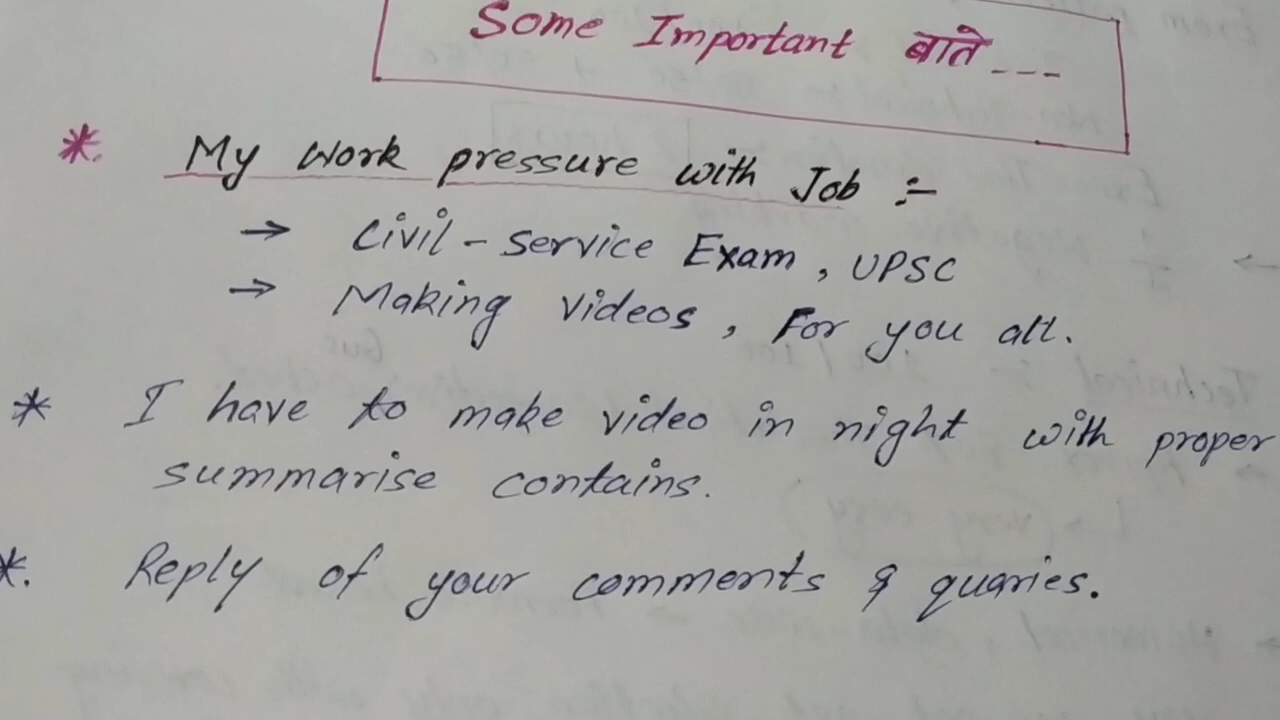 Some Important बाते---
*. My work pressure with Job :-
→ Civil-service Exam, UPSC
→ Making videos, For you all.
* I have to make video in night with proper
summarise contains.
*. Reply of your comments & quaries.